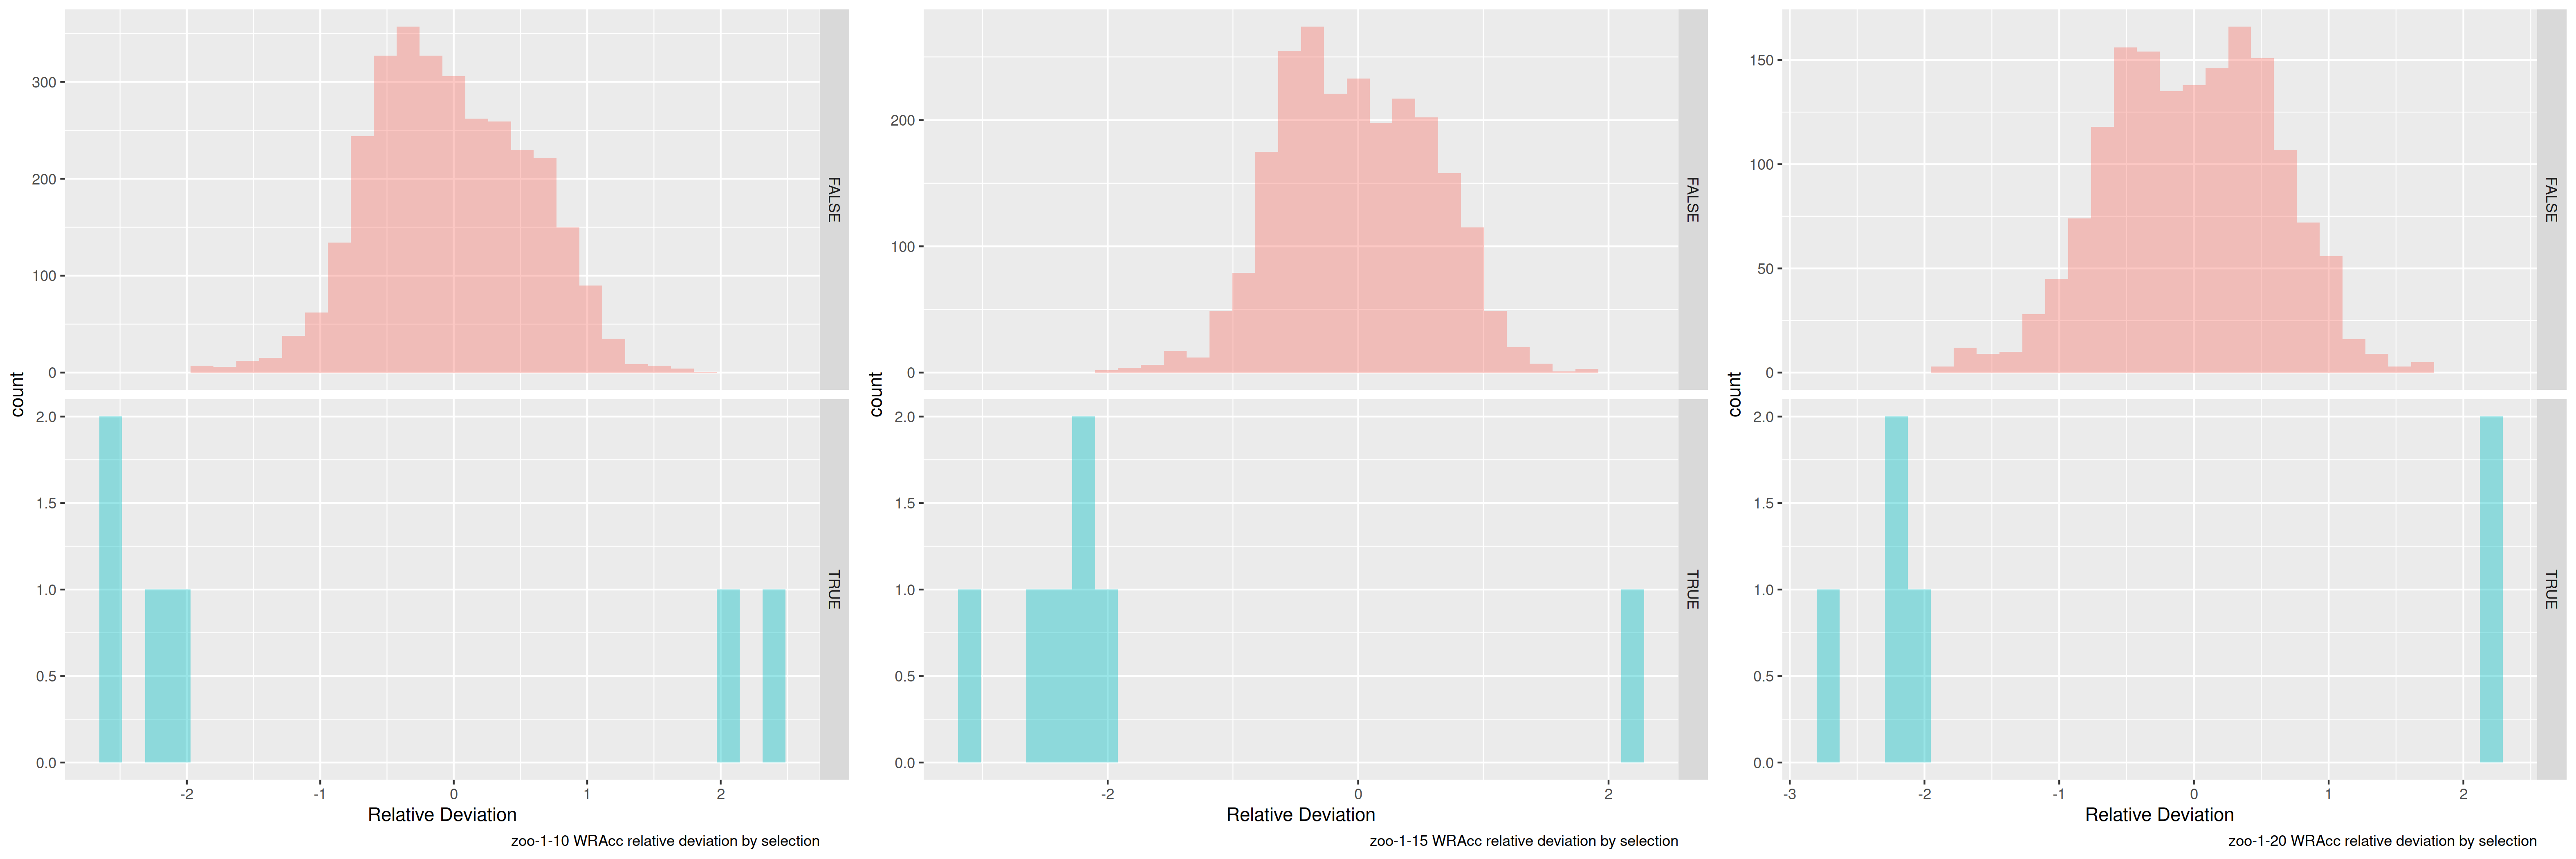 count
300
200
100
0
FALSE
2.0
1.5
1.0
0.5
0.0
TRUE
-2 -1 0 1 2
Relative Deviation
zoo-1-10 WRAcc relative deviation by selection
count
200
100
0
FALSE
2.0
1.5
1.0
0.5
0.0
TRUE
-2 0 2
Relative Deviation
zoo-1-15 WRAcc relative deviation by selection
count
150
100
50
0
FALSE
2.0
1.5
1.0
0.5
0.0
TRUE
-3 -2 -1 0 1 2
Relative Deviation
zoo-1-20 WRAcc relative deviation by selection